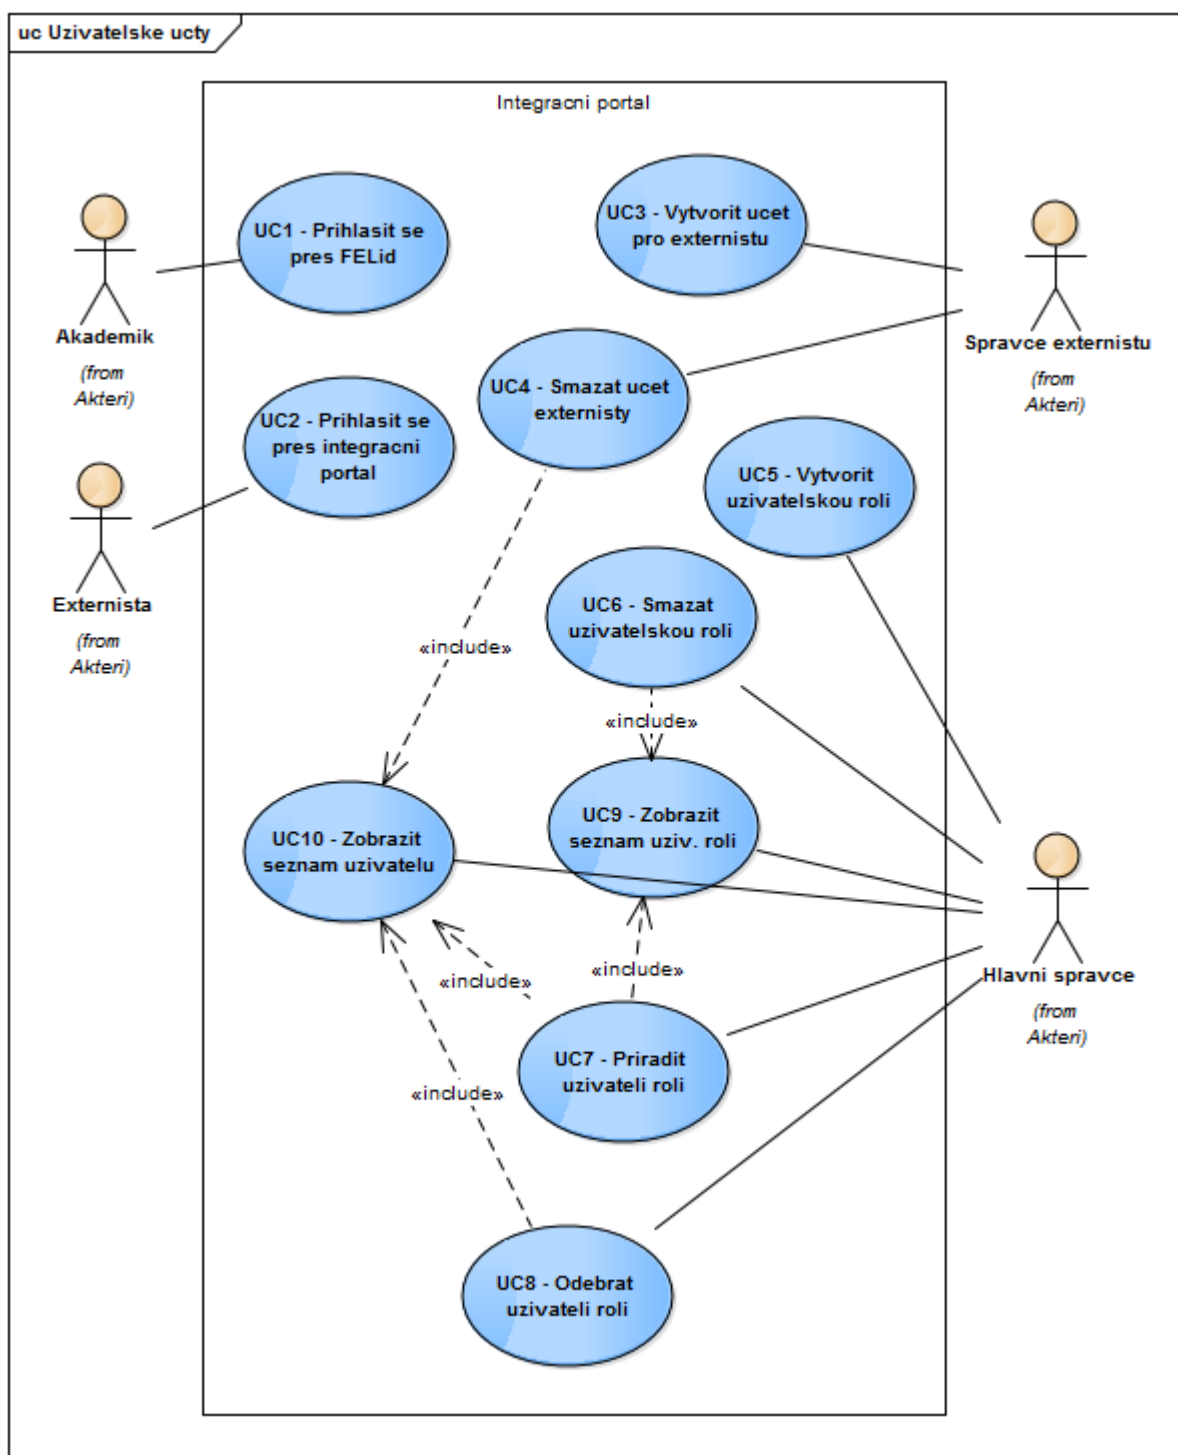 uc Uzivatelske ucty
Integracni portal
UC1 - Prihlasit se
pres FELid
UC3 - Vytvorit ucet
pro externistu
Akademik
(from
Akteri)
Spravce externistu
(from
Akteri)
UC4 - Smazat ucet
externisty
UC2 - Prihlasit se
pres integracni
portal
UC5 - Vytvorit
uzivatelskou roli
Externista
(from
Akteri)
UC6 - Smazat
uzivatelskou roli
«include»
«include»
UC10 - Zobrazit
seznam uzivatelu
UC9 - Zobrazit
seznam uziv. roli
«include»
«include»
Hlavni spravce
(from
Akteri)
UC7 - Priradit
uzivateli roli
«include»
UC8 - Odebrat
uzivateli roli